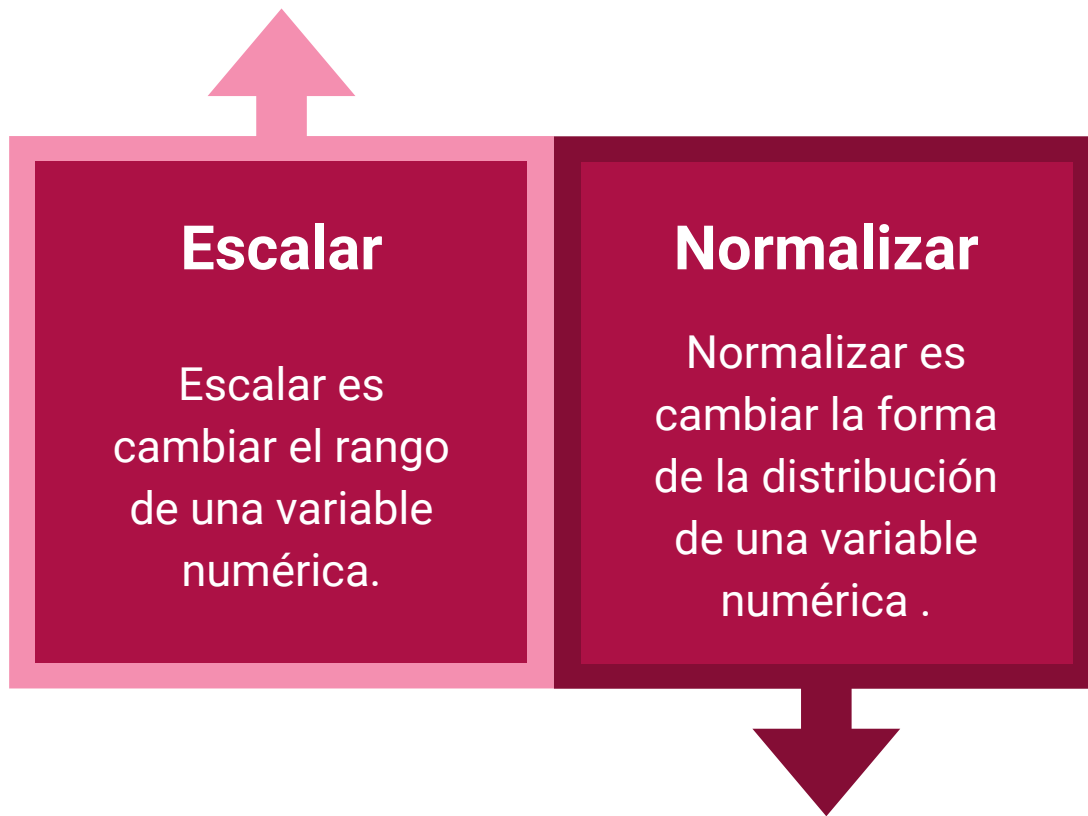 Escalar
Escalar es
cambiar el rango
de una variable
numérica.
Normalizar
Normalizar es
cambiar la forma
de la distribución
de una variable
numérica .